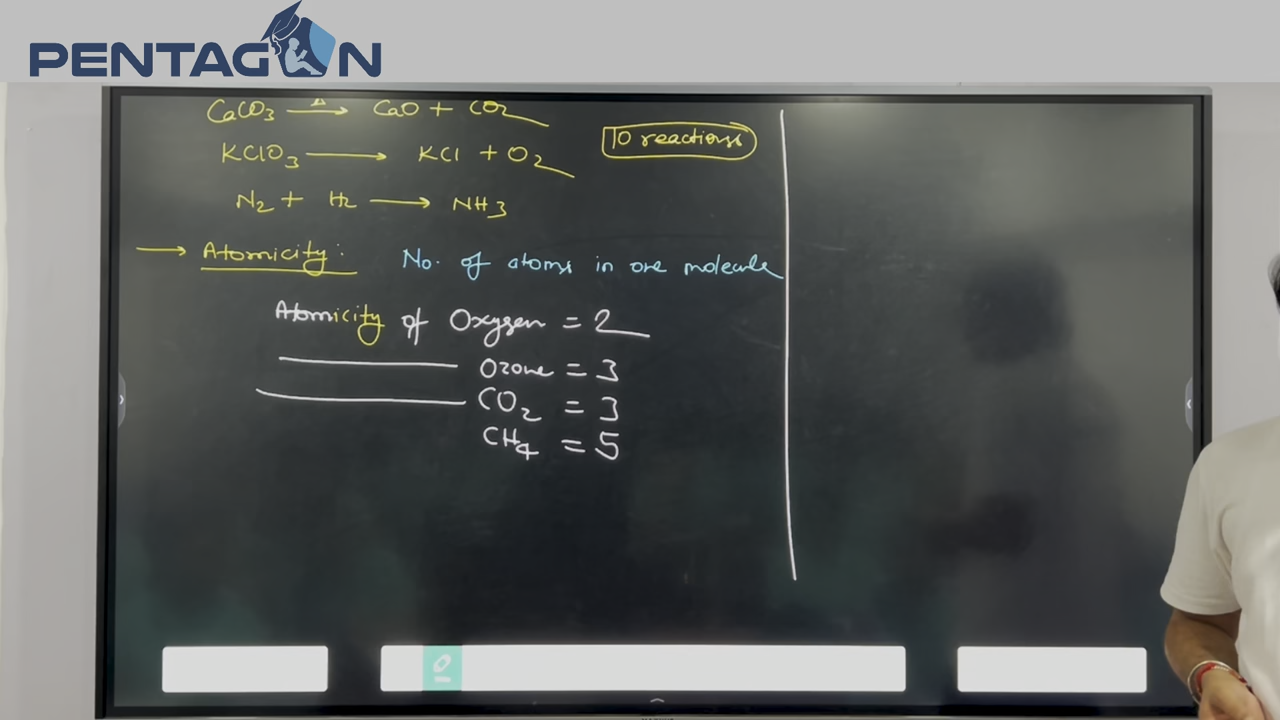 PENTAGON
CaCO3 —Δ→ CaO + CO2
KClO3 ⟶ KCl + O2
10 reactions
N2 + H2 ⟶ NH3
→ Atomicity: No. of atoms in one molecule
Atomicity of Oxygen = 2
Ozone = 3
CO2 = 3
CH4 = 5